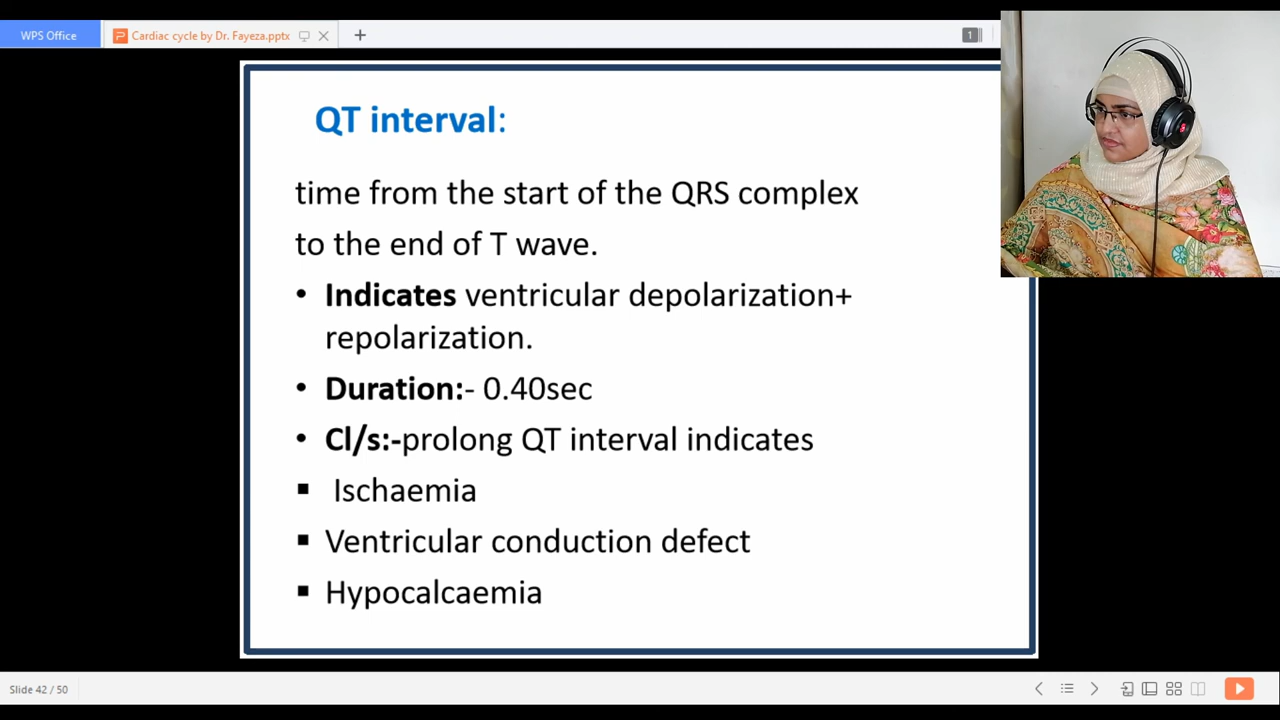 WPS Office
Cardiac cycle by Dr. Fayeza.pptx
1
QT interval:
time from the start of the QRS complex
to the end of T wave.
• Indicates ventricular depolarization+
repolarization.
• Duration:- 0.40sec
• Cl/s:-prolong QT interval indicates
▪ Ischaemia
▪ Ventricular conduction defect
▪ Hypocalcaemia
Slide 42 / 50